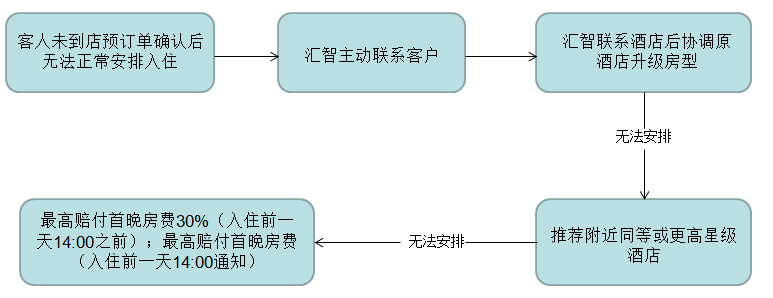 客人未到店预订单确认后
无法正常安排入住
汇智主动联系客户
汇智联系酒店后协调原
酒店升级房型
无法安排
推荐附近同等或更高星级
酒店
无法安排
最高赔付首晚房费30%（入住前一
天14:00之前）；最高赔付首晚房费
（入住前一天14:00通知）